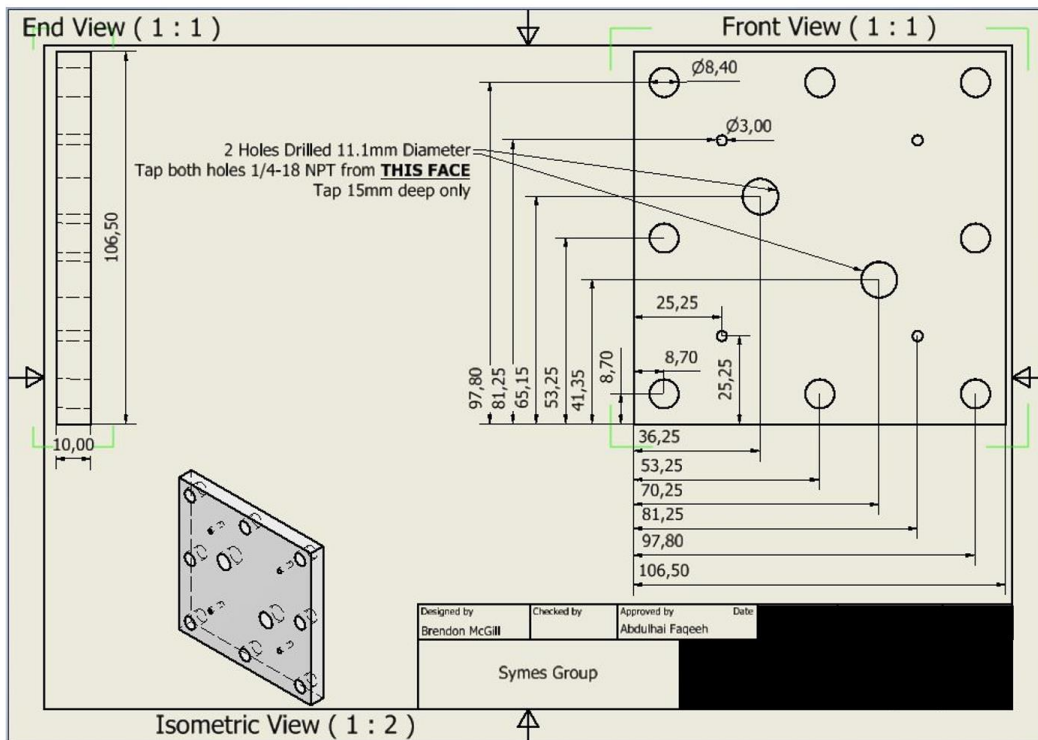 End View ( 1 : 1 )
Front View ( 1 : 1 )
Ø8,40
Ø3,00
2 Holes Drilled 11.1mm Diameter
Tap both holes 1/4-18 NPT from THIS FACE
Tap 15mm deep only
106,50
25,25
8,70
97,80
81,25
65,15
53,25
41,35
8,70
25,25
10,00
36,25
53,25
70,25
81,25
97,80
106,50
Designed by
Brendon McGill
Checked by
Approved by
Abdulhai Faqeeh
Date
Symes Group
Isometric View ( 1 : 2 )